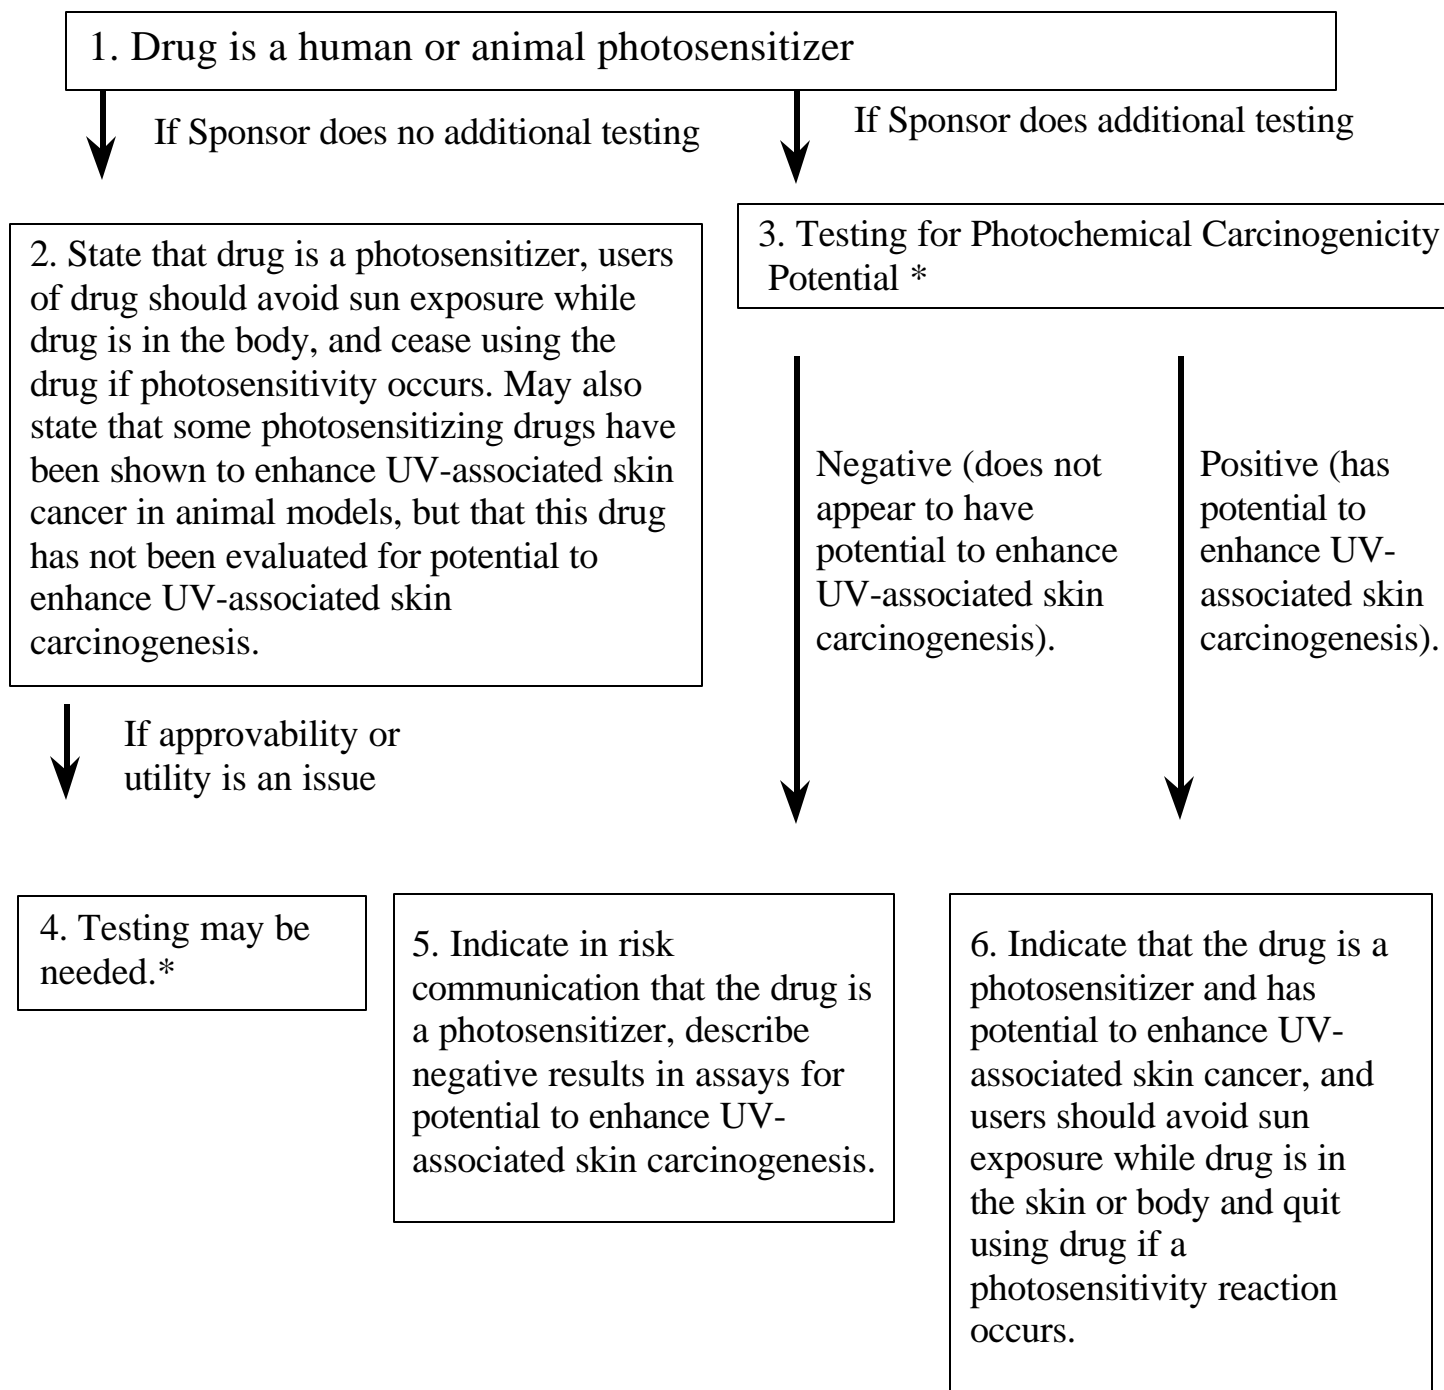 1. Drug is a human or animal photosensitizer
If Sponsor does no additional testing
If Sponsor does additional testing
2. State that drug is a photosensitizer, users
of drug should avoid sun exposure while
drug is in the body, and cease using the
drug if photosensitivity occurs. May also
state that some photosensitizing drugs have
been shown to enhance UV-associated skin
cancer in animal models, but that this drug
has not been evaluated for potential to
enhance UV-associated skin
carcinogenesis.
3. Testing for Photochemical Carcinogenicity
Potential *
Negative (does not
appear to have
potential to enhance
UV-associated skin
carcinogenesis).
Positive (has
potential to
enhance UV-
associated skin
carcinogenesis).
If approvability or
utility is an issue
4. Testing may be
needed.*
5. Indicate in risk
communication that the drug is
a photosensitizer, describe
negative results in assays for
potential to enhance UV-
associated skin carcinogenesis.
6. Indicate that the drug is a
photosensitizer and has
potential to enhance UV-
associated skin cancer, and
users should avoid sun
exposure while drug is in
the skin or body and quit
using drug if a
photosensitivity reaction
occurs.